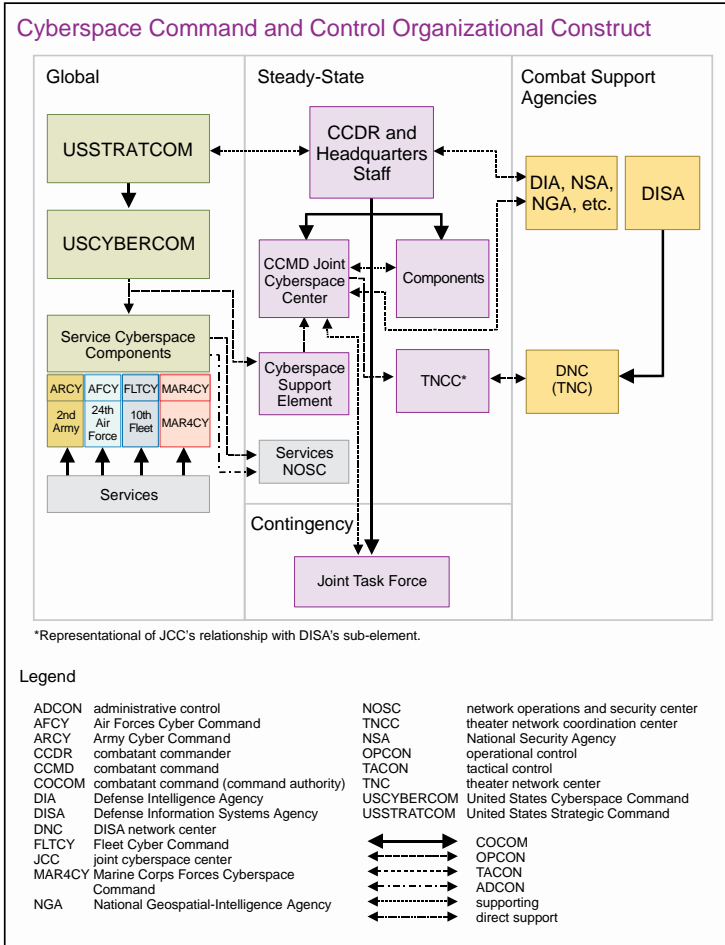 Cyberspace Command and Control Organizational Construct
Global
USSTRATCOM
USCYBERCOM
Service Cyberspace
Components
ARCY
AFCY
FLTCY
MAR4CY
2nd
Army
24th
Air
Force
10th
Fleet
MAR4CY
Services
Steady-State
CCDR and
Headquarters
Staff
CCMD Joint
Cyberspace
Center
Components
Cyberspace
Support
Element
TNCC*
Services
NOSC
Contingency
Joint Task Force
Combat Support
Agencies
DIA, NSA,
NGA, etc.
DISA
DNC
(TNC)
*Representational of JCC's relationship with DISA's sub-element.
Legend
ADCON administrative control
AFCY Air Forces Cyber Command
ARCY Army Cyber Command
CCDR combatant commander
CCMD combatant command
COCOM combatant command (command authority)
DIA Defense Intelligence Agency
DISA Defense Information Systems Agency
DNC DISA network center
FLTCY Fleet Cyber Command
JCC joint cyberspace center
MAR4CY Marine Corps Forces Cyberspace
Command
NGA National Geospatial-Intelligence Agency
NOSC network operations and security center
TNCC theater network coordination center
NSA National Security Agency
OPCON operational control
TACON tactical control
TNC theater network center
USCYBERCOM United States Cyberspace Command
USSTRATCOM United States Strategic Command
COCOM
OPCON
TACON
ADCON
supporting
direct support